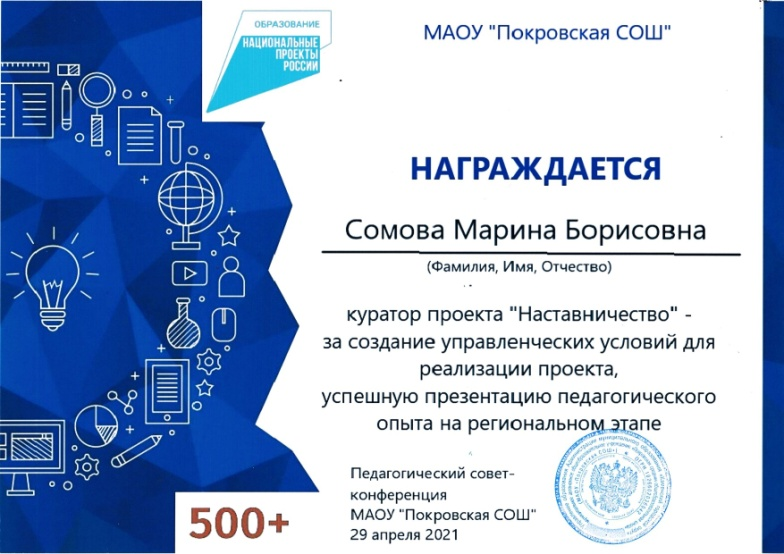 ОБРАЗОВАНИЕ
НАЦИОНАЛЬНЫЕ
ПРОЕКТЫ
РОССИИ
МАОУ "Покровская СОШ"
НАГРАЖДАЕТСЯ
Сомова Марина Борисовна
(Фамилия, Имя, Отчество)
куратор проекта "Наставничество" -
за создание управленческих условий для
реализации проекта,
успешную презентацию педагогического
опыта на региональном этапе
Педагогический совет-
конференция
МАОУ "Покровская СОШ"
29 апреля 2021
500+